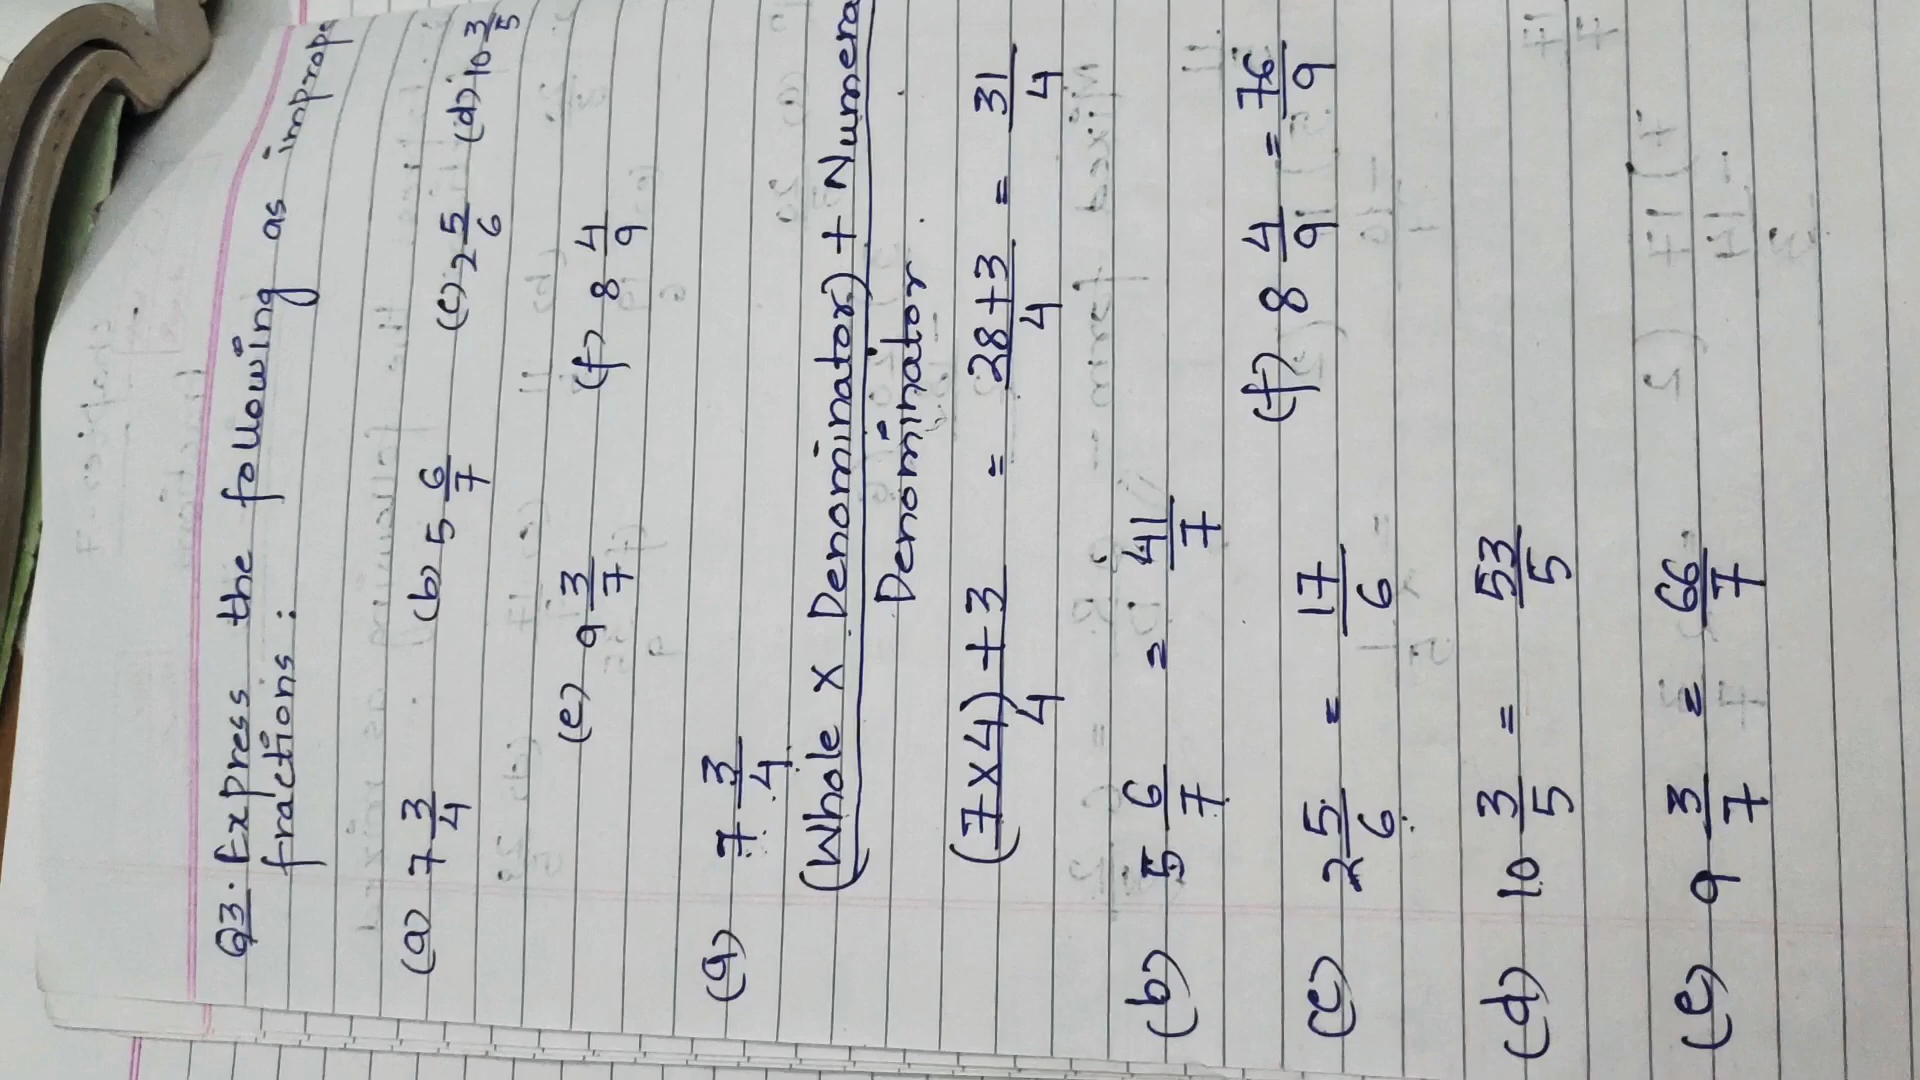 Q3. Express the following as imprope
fractions :
(a) 7 3/4 (b) 5 6/7 (c) 2 5/6 (d) 10 3/5
(e) 9 3/7 (f) 8 4/9
(a) 7 3/4
(Whole × Denominator) + Numera
Denominator
(7×4)+3/4 = 28+3/4 = 31/4
(b) 5 6/7 = 41/7
(c) 2 5/6 = 17/6 (f) 8 4/9 = 76/9
(d) 10 3/5 = 53/5
(e) 9 3/7 = 66/7